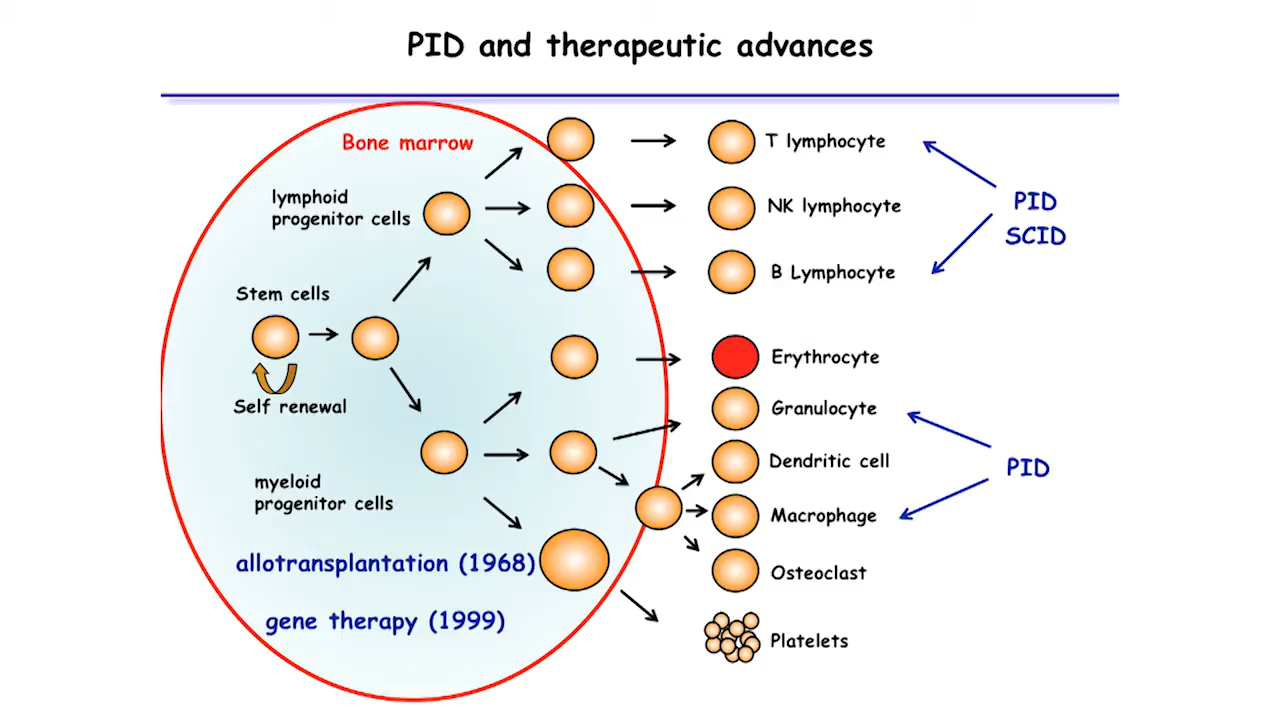 PID and therapeutic advances
Bone marrow
T lymphocyte
lymphoid
progenitor cells
NK lymphocyte
PID
SCID
B Lymphocyte
Stem cells
Erythrocyte
Self renewal
Granulocyte
Dendritic cell
PID
myeloid
progenitor cells
Macrophage
allotransplantation (1968)
Osteoclast
gene therapy (1999)
Platelets